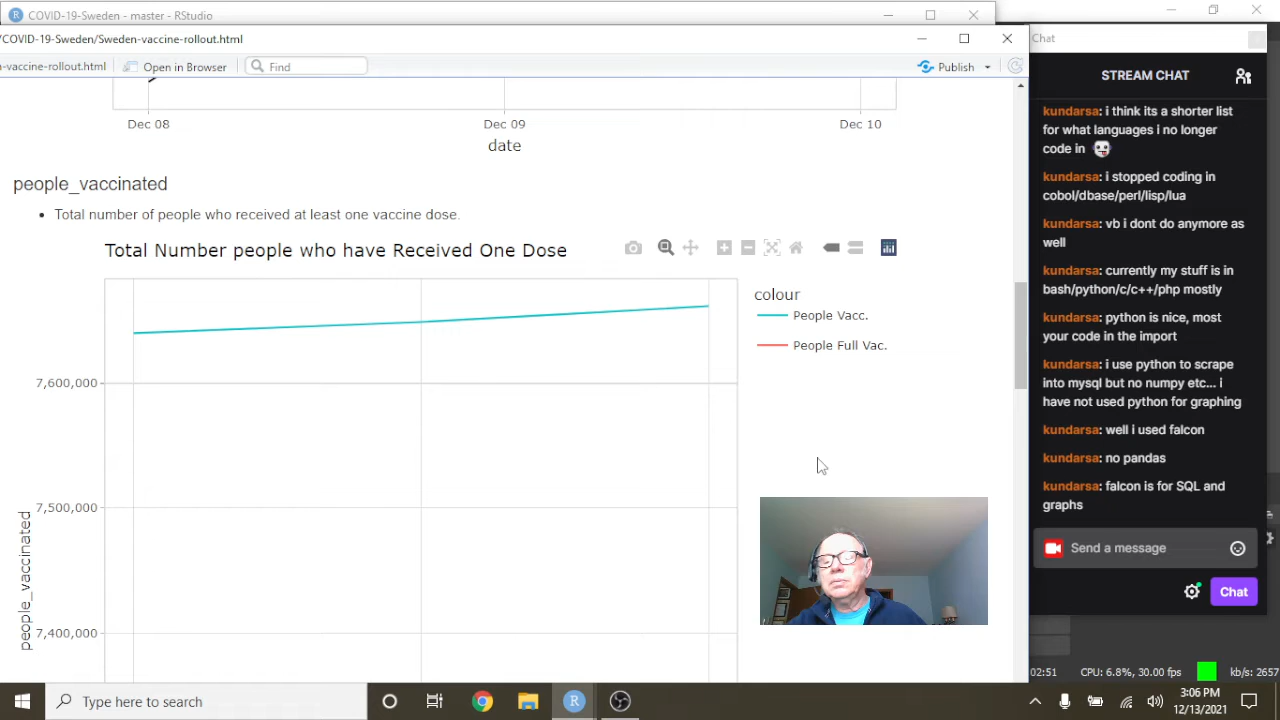 COVID-19-Sweden - master - RStudio
/COVID-19-Sweden/Sweden-vaccine-rollout.html
n-vaccine-rollout.html
Open in Browser
Find
Publish
Dec 08
Dec 09
Dec 10
date
people_vaccinated
Total number of people who received at least one vaccine dose.
Total Number people who have Received One Dose
colour
People Vacc.
People Full Vac.
7,600,000
7,500,000
7,400,000
people_vaccinated
Chat
STREAM CHAT
kundarsa: i think its a shorter list
for what languages i no longer
code in
kundarsa: i stopped coding in
cobol/dbase/perl/lisp/lua
kundarsa: vb i dont do anymore as
well
kundarsa: currently my stuff is in
bash/python/c/c++/php mostly
kundarsa: python is nice, most
your code in the import
kundarsa: i use python to scrape
into mysql but no numpy etc... i
have not used python for graphing
kundarsa: well i used falcon
kundarsa: no pandas
kundarsa: falcon is for SQL and
graphs
Send a message
Chat
02:51
CPU: 6.8%, 30.00 fps
kb/s: 2657
Type here to search
3:06 PM
12/13/2021